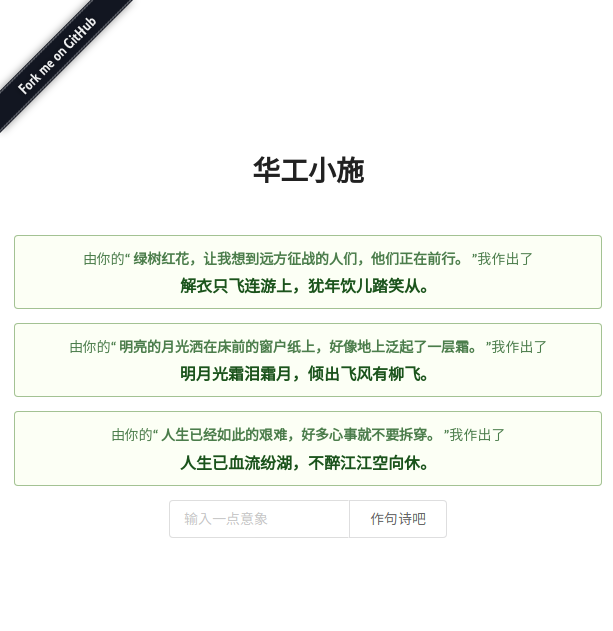 Fork me on GitHub
华工小施
由你的“ 绿树红花，让我想到远方征战的人们，他们正在前行。 ”我作出了
解衣只飞连游上，犹年饮儿踏笑从。
由你的“ 明亮的月光洒在床前的窗户纸上，好像地上泛起了一层霜。 ”我作出了
明月光霜泪霜月，倾出飞风有柳飞。
由你的“ 人生已经如此的艰难，好多心事就不要拆穿。 ”我作出了
人生已血流纷湖，不醉江江空向休。
输入一点意象 作句诗吧